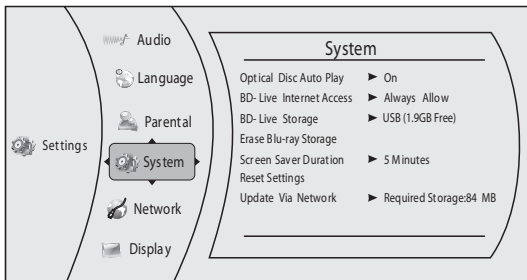 Settings
Audio
Language
Parental
System
Network
Display
System
Optical Disc Auto Play ► On
BD- Live Internet Access ► Always Allow
BD- Live Storage ► USB (1.9GB Free)
Erase Blu-ray Storage
Screen Saver Duration ► 5 Minutes
Reset Settings
Update Via Network ► Required Storage:84 MB